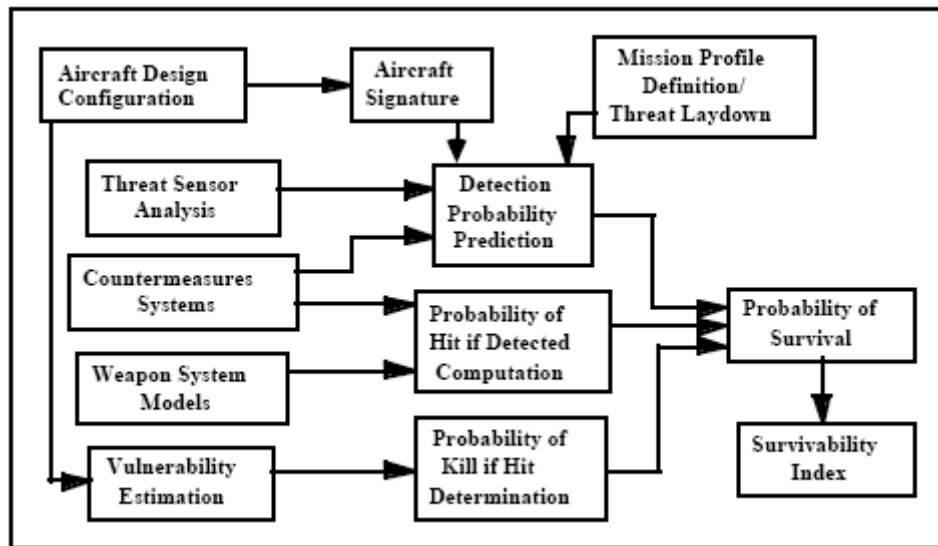 Aircraft Design
Configuration
Aircraft
Signature
Mission Profile
Definition/
Threat Laydown
Threat Sensor
Analysis
Detection
Probability
Prediction
Countermeasures
Systems
Probability of
Hit if Detected
Computation
Probability of
Survival
Weapon System
Models
Vulnerability
Estimation
Probability of
Kill if Hit
Determination
Survivability
Index